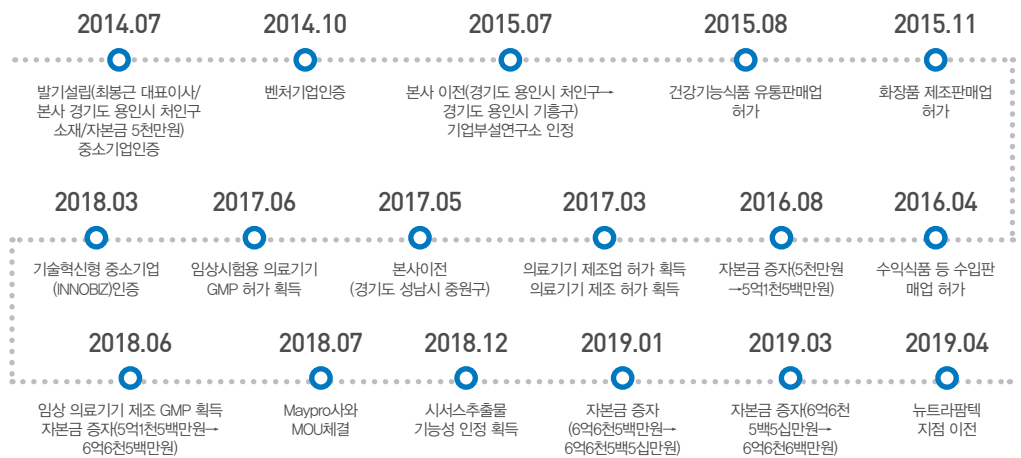 2014.07
발기설립(최봉근 대표이사/
본사 경기도 용인시 처인구
소재/자본금 5천만원)
중소기업인증
2014.10
벤처기업인증
2015.07
본사 이전(경기도 용인시 처인구→
경기도 용인시 기흥구)
기업부설연구소 인정
2015.08
건강기능식품 유통판매업
허가
2015.11
화장품 제조판매업
허가
2016.04
수익식품 등 수입판
매업 허가
2016.08
자본금 증자(5천만원
→5억1천5백만원)
2017.03
의료기기 제조업 허가 획득
의료기기 제조 허가 획득
2017.05
본사이전
(경기도 성남시 중원구)
2017.06
임상시험용 의료기기
GMP 허가 획득
2018.03
기술혁신형 중소기업
(INNOBIZ)인증
2018.06
임상 의료기기 제조 GMP 획득
자본금 증자(5억1천5백만원→
6억6천5백만원)
2018.07
Maypro사와
MOU체결
2018.12
시서스추출물
기능성 인정 획득
2019.01
자본금 증자
(6억6천5백만원→
6억6천5백5십만원)
2019.03
자본금 증자(6억6천
5백5십만원→
6억6천6백만원)
2019.04
뉴트라팜텍
지점 이전